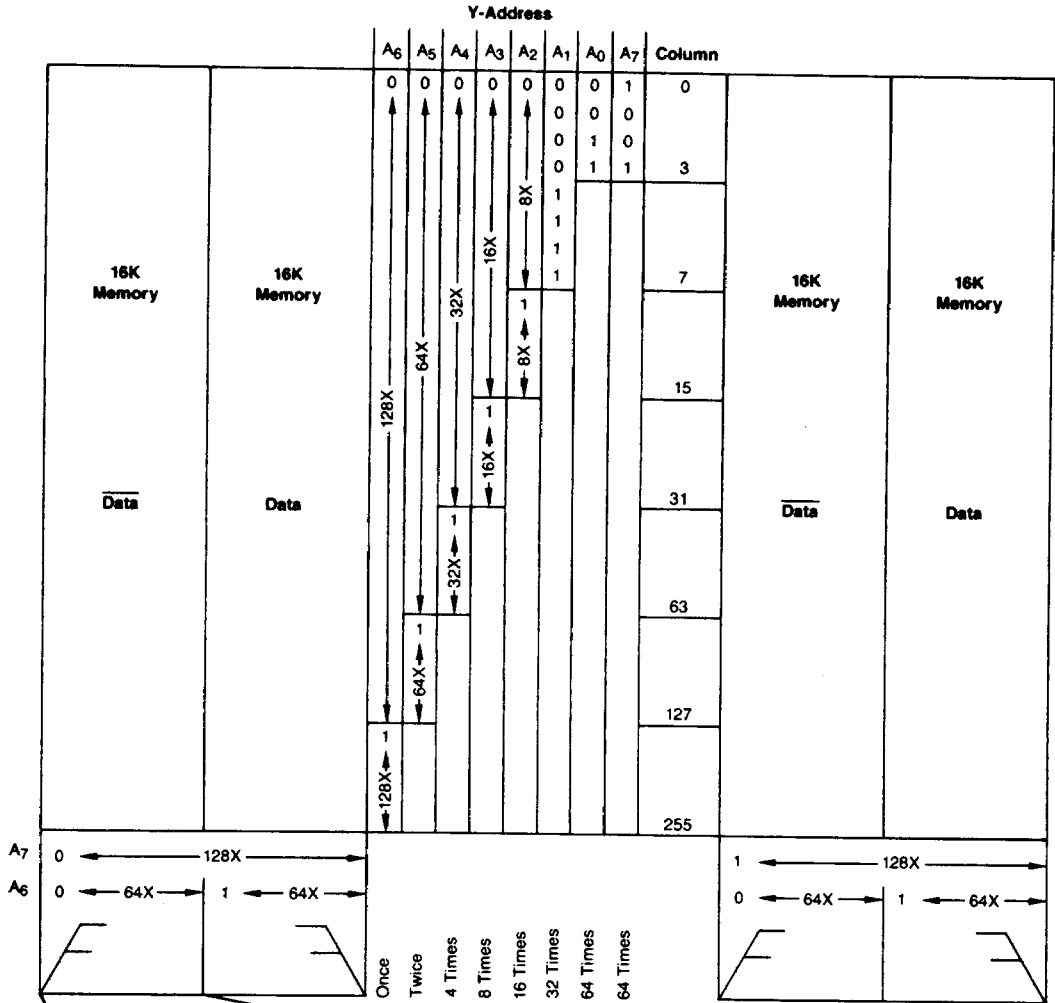 Y-Address
A6 A5 A4 A3 A2 A1 A0 A7 Column
0 0 0 0 0 0 0 1 0
0 0 0
0 1 0
0 1 1 3
1
1
1
1 7
8X
16X
32X
64X
128X
16K Memory
16K Memory
16K Memory
16K Memory
1
8X
15
1
16X
Data
Data
31
Data
Data
1
32X
63
1
64X
127
1
128X
255
A7 0 128X
1 128X
A6 0 64X 1 64X
0 64X 1 64X
Once
Twice
4 Times
8 Times
16 Times
32 Times
64 Times
64 Times